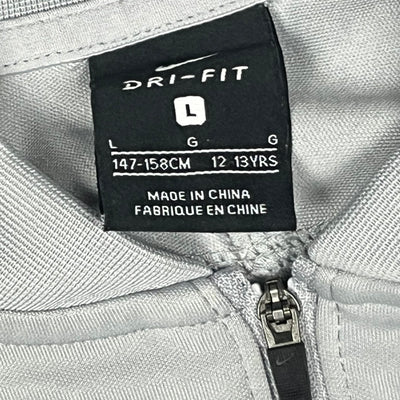 DRI-FIT
L
L G G
147-158CM 12-13YRS
MADE IN CHINA
FABRIQUE EN CHINE